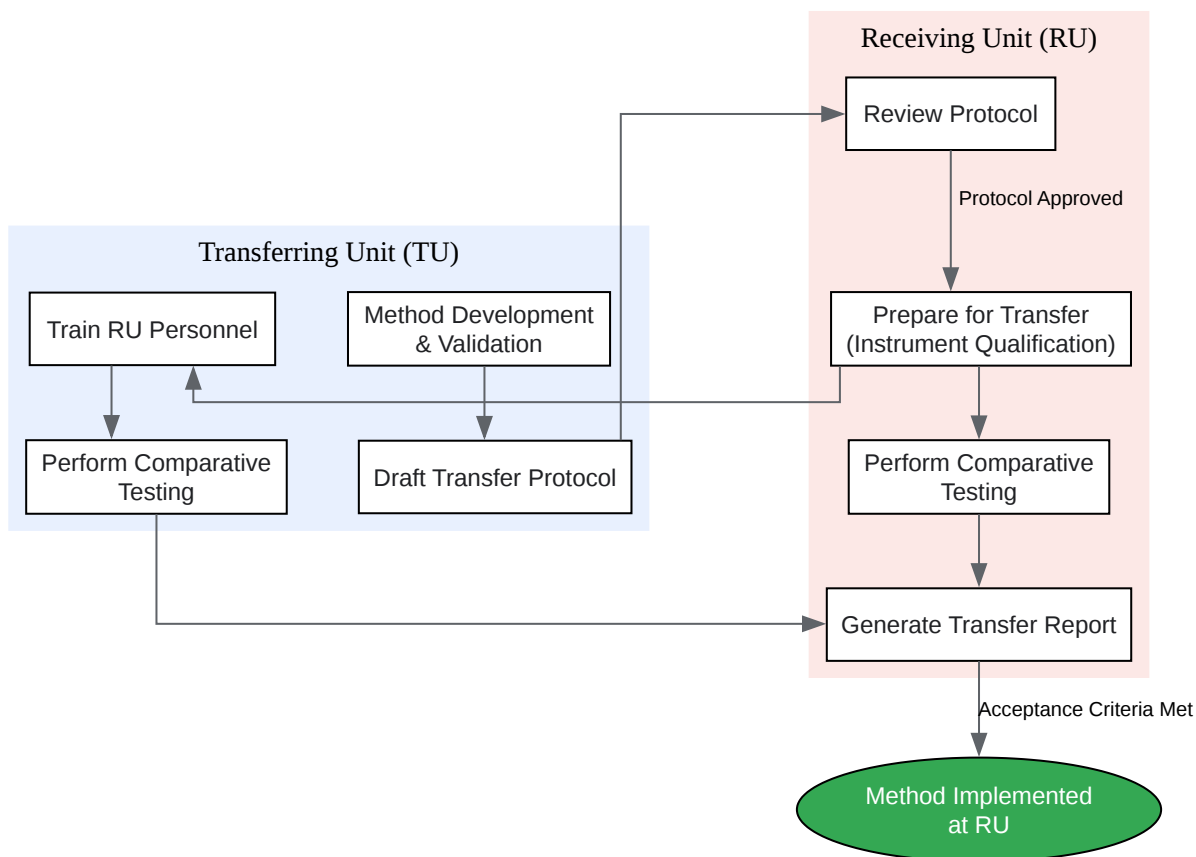 Receiving Unit (RU)
Review Protocol
Protocol Approved
Transferring Unit (TU)
Train RU Personnel
Method Development
& Validation
Prepare for Transfer
(Instrument Qualification)
Perform Comparative
Testing
Draft Transfer Protocol
Perform Comparative
Testing
Generate Transfer Report
Acceptance Criteria Met
Method Implemented
at RU